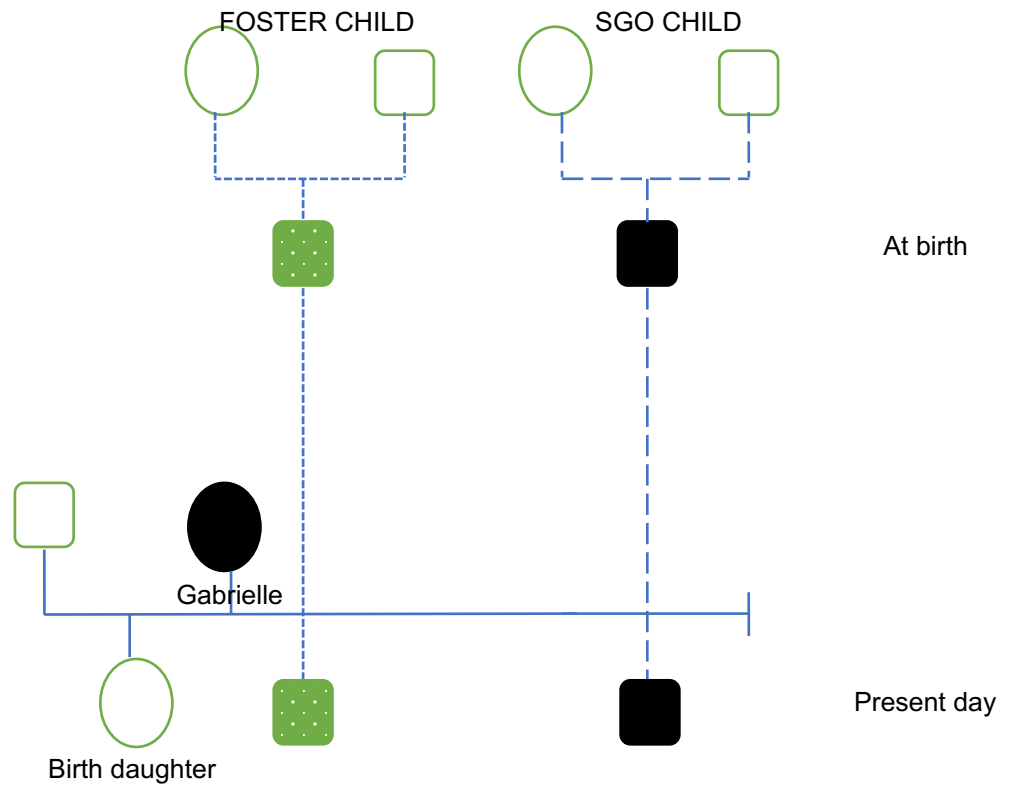 FOSTER CHILD
SGO CHILD
At birth
Gabrielle
Present day
Birth daughter